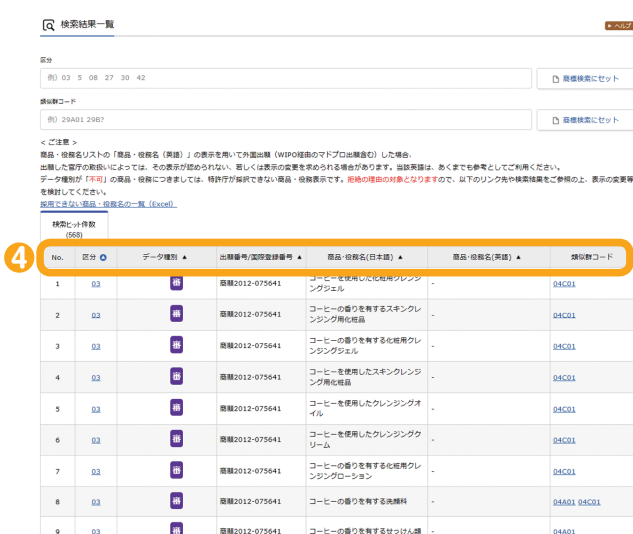 検索結果一覧
▶ ヘルプ
区分
例）03 5 08 27 30 42
商標検索にセット
類似群コード
例）29A01 29B?
商標検索にセット
< ご注意 >
商品・役務名リストの「商品・役務名（英語）」の表示を用いて外国出願（WIPO経由のマドプロ出願含む）した場合、
出願した官庁の取扱いによっては、その表示が認められない、若しくは表示の変更を求められる場合があります。当該英語は、あくまでも参考としてご利用ください。
データ種別が「不可」の商品・役務につきましては、特許庁が採択できない商品・役務表示です。拒絶の理由の対象となりますので、以下のリンク先や検索結果をご参照の上、表示の変更等
を検討してください。
採用できない商品・役務名の一覧（Excel）
検索ヒット件数
(568)
4
No. 区分 データ種別 ▲ 出願番号/国際登録番号 ▲ 商品・役務名(日本語) ▲ 商品・役務名(英語) ▲ 類似群コード
1 03 審 商願2012-075641 コーヒーを使用した化粧用クレンジ
ングジェル - 04C01
2 03 審 商願2012-075641 コーヒーの香りを有するスキンクレ
ンジング用化粧品 - 04C01
3 03 審 商願2012-075641 コーヒーの香りを有する化粧用クレ
ンジングジェル - 04C01
4 03 審 商願2012-075641 コーヒーを使用したスキンクレンジ
ング用化粧品 - 04C01
5 03 審 商願2012-075641 コーヒーを使用したクレンジングオ
イル - 04C01
6 03 審 商願2012-075641 コーヒーを使用したクレンジングク
リーム - 04C01
7 03 審 商願2012-075641 コーヒーの香りを有する化粧用クレ
ンジングローション - 04C01
8 03 審 商願2012-075641 コーヒーの香りを有する洗顔料 - 04A01 04C01
9 03 審 商願2012-075641 コーヒーの香りを有するせっけん類 - 04A01